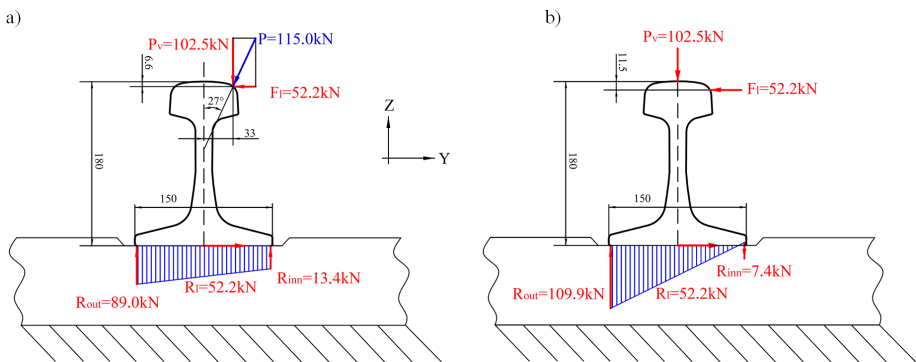 a)
Pv=102.5kN
P=115.0kN
6.6
Fl=52.2kN
27°
33
180
150
Rinn=13.4kN
Rl=52.2kN
Rout=89.0kN
Z
Y
b)
Pv=102.5kN
11.5
Fl=52.2kN
180
150
Rinn=7.4kN
Rl=52.2kN
Rout=109.9kN